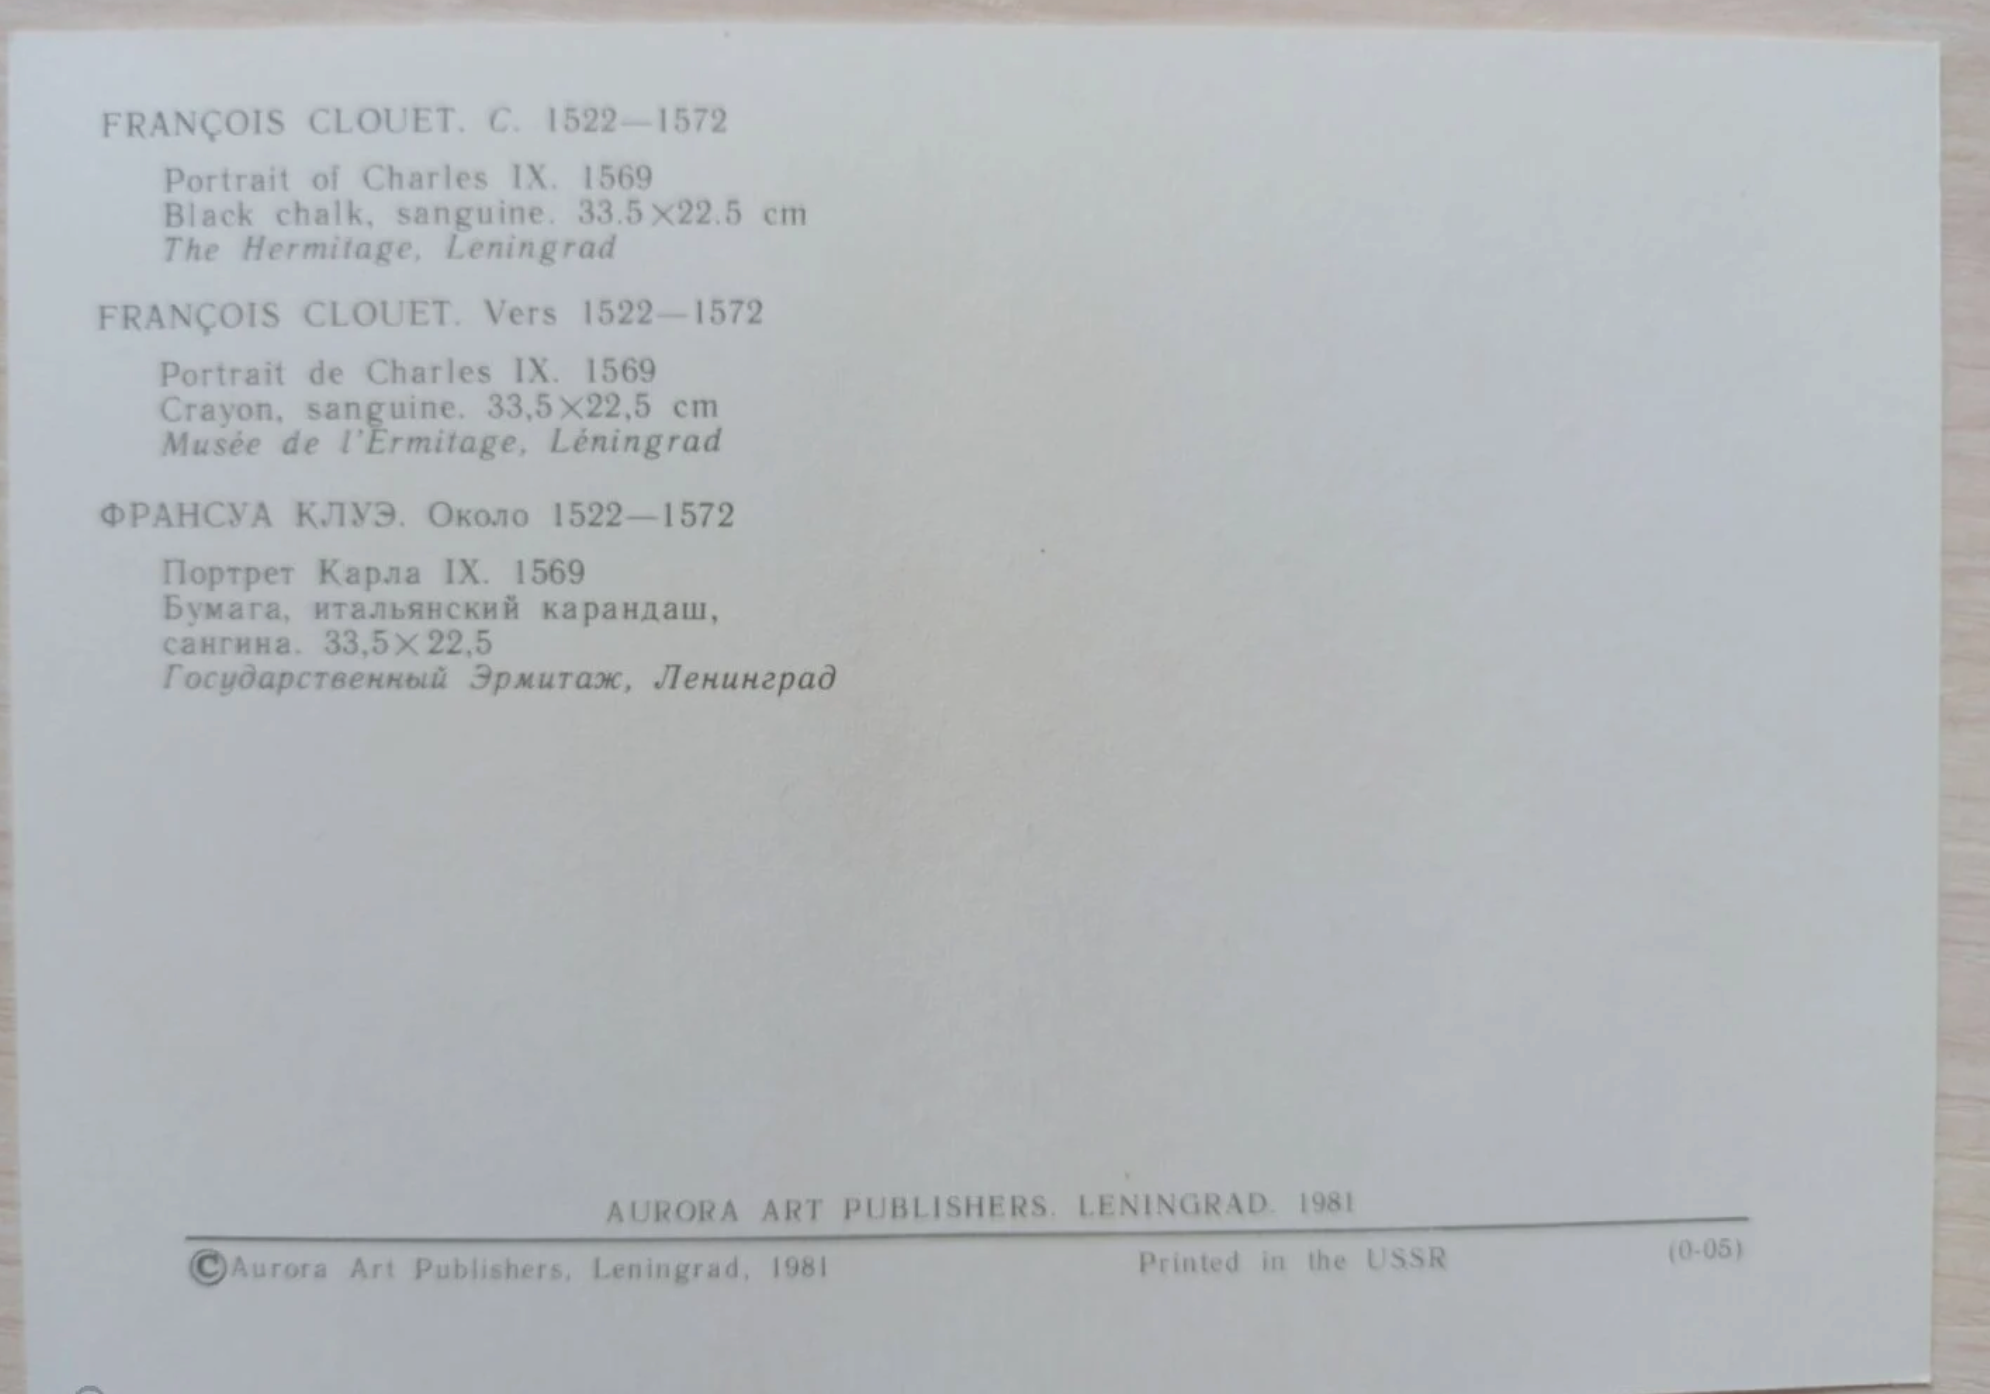 FRANÇOIS CLOUET. C. 1522—1572
Portrait of Charles IX. 1569
Black chalk, sanguine. 33.5×22.5 cm
The Hermitage, Leningrad
FRANÇOIS CLOUET. Vers 1522—1572
Portrait de Charles IX. 1569
Crayon, sanguine. 33,5×22,5 cm
Musée de l'Ermitage, Léningrad
ФРАНСУА КЛУЭ. Около 1522—1572
Портрет Карла IX. 1569
Бумага, итальянский карандаш,
сангина. 33,5×22,5
Государственный Эрмитаж, Ленинград
AURORA ART PUBLISHERS. LENINGRAD. 1981
©Aurora Art Publishers, Leningrad, 1981 Printed in the USSR (0-05)